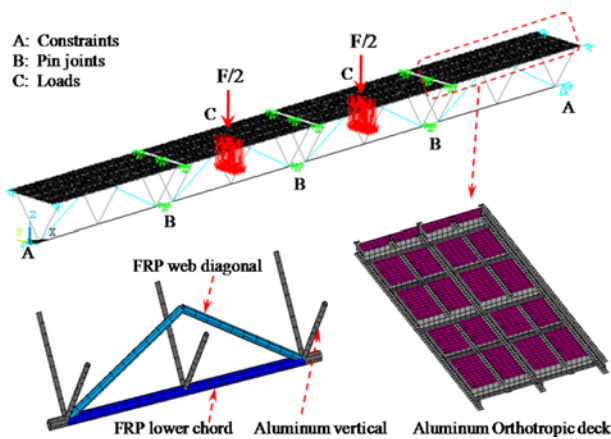 A: Constraints
B: Pin joints
C: Loads
F/2
F/2
C
C
A
B
B
B
Z
Y
X
A
FRP web diagonal
FRP lower chord
Aluminum vertical
Aluminum Orthotropic deck